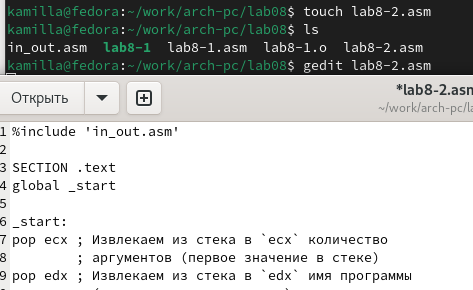 kamilla@fedora:~/work/arch-pc/lab08$ touch lab8-2.asm
kamilla@fedora:~/work/arch-pc/lab08$ ls
in_out.asm lab8-1 lab8-1.asm lab8-1.o lab8-2.asm
kamilla@fedora:~/work/arch-pc/lab08$ gedit lab8-2.asm
Открыть
*lab8-2.asm
~/work/arch-pc/la
1 %include 'in_out.asm'
2
3 SECTION .text
4 global _start
5
6 _start:
7 pop ecx ; Извлекаем из стека в `ecx` количество
8 ; аргументов (первое значение в стеке)
9 pop edx ; Извлекаем из стека в `edx` имя программы